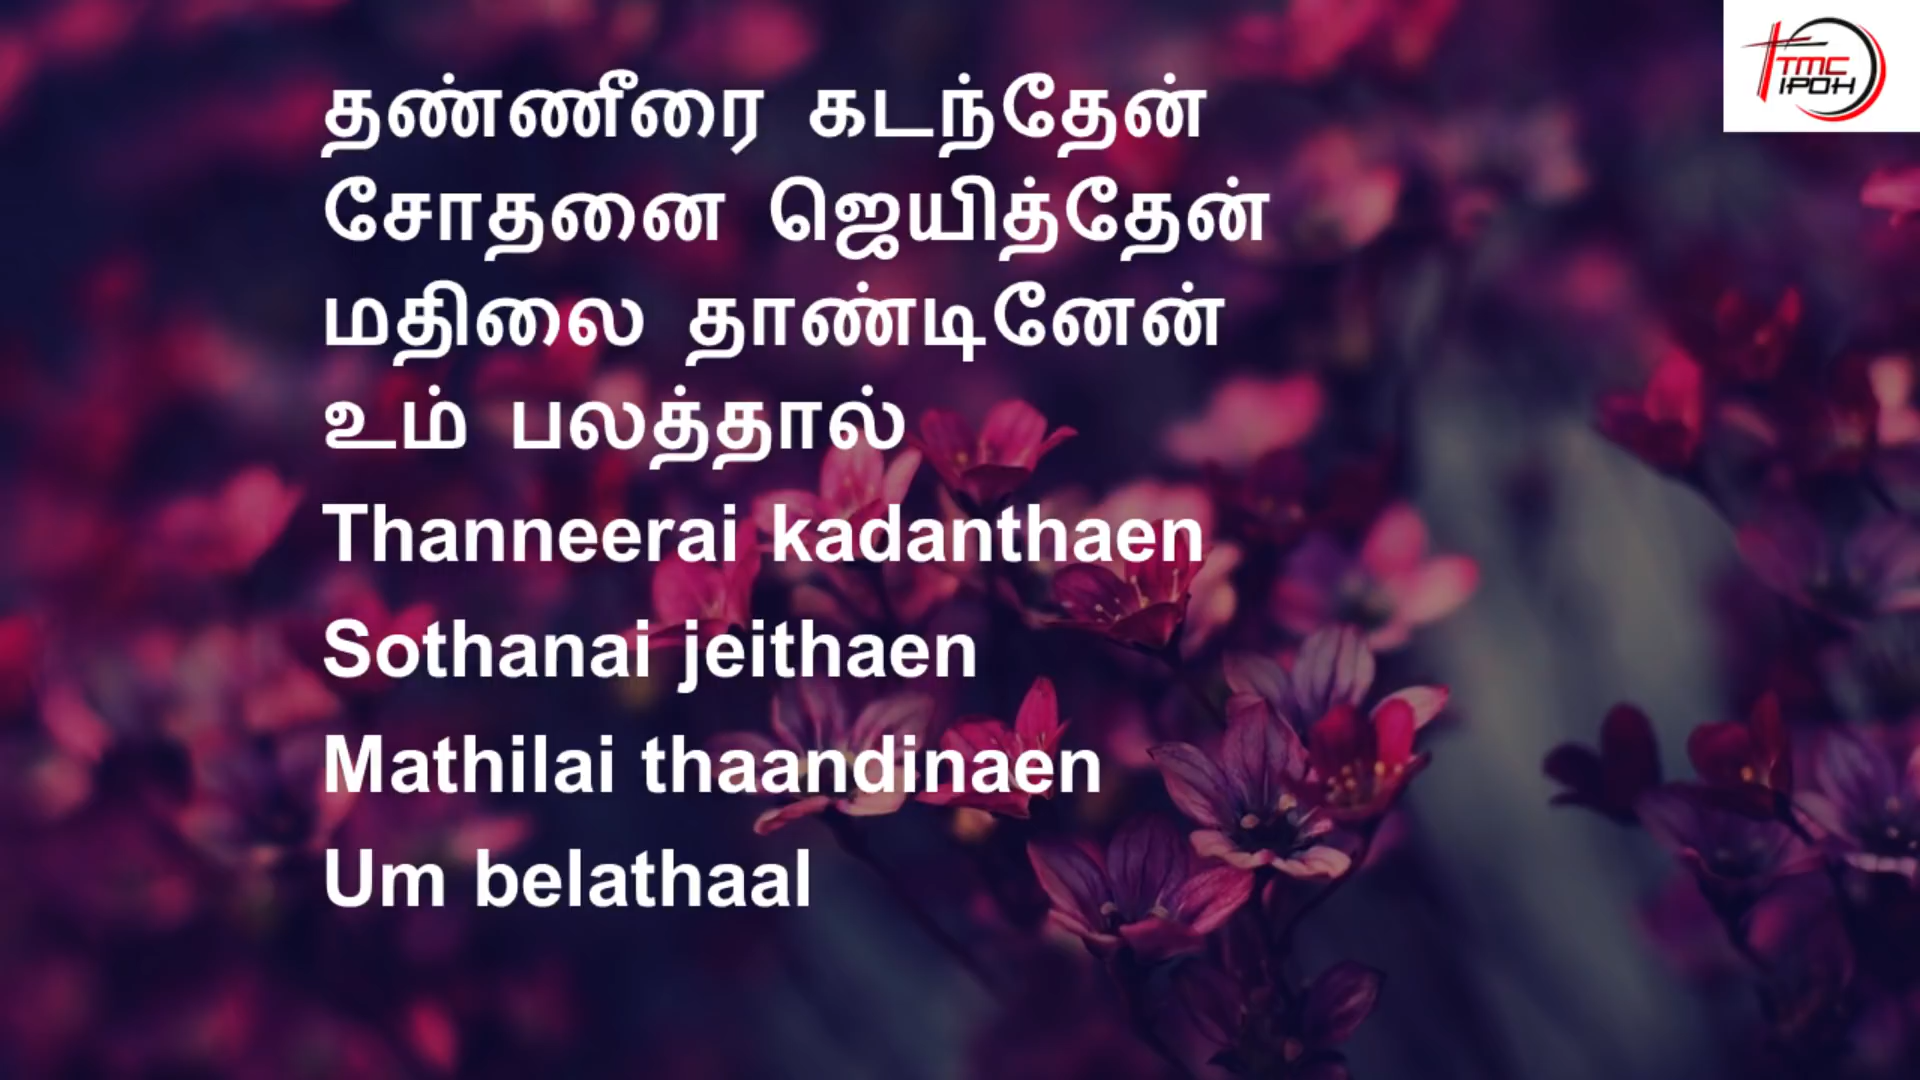 தண்ணீரை கடந்தேன்
சோதனை ஜெயித்தேன்
மதிலை தாண்டினேன்
உம் பலத்தால்
Thanneerai kadanthaen
Sothanai jeithaen
Mathilai thaandinaen
Um belathaal
TMC
IPOH